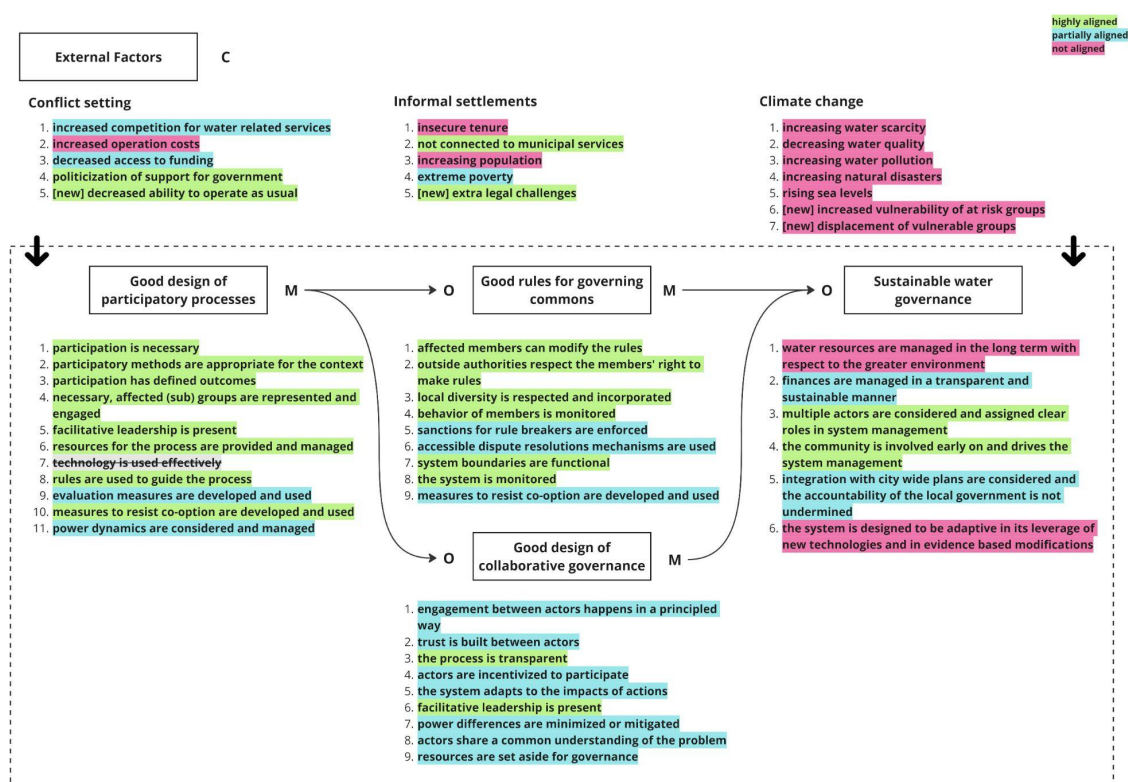 highly aligned
partially aligned
not aligned
External Factors
C
Conflict setting
1. increased competition for water related services
2. increased operation costs
3. decreased access to funding
4. politicization of support for government
5. [new] decreased ability to operate as usual
Informal settlements
1. insecure tenure
2. not connected to municipal services
3. increasing population
4. extreme poverty
5. [new] extra legal challenges
Climate change
1. increasing water scarcity
2. decreasing water quality
3. increasing water pollution
4. increasing natural disasters
5. rising sea levels
6. [new] increased vulnerability of at risk groups
7. [new] displacement of vulnerable groups
Good design of
participatory processes
M
1. participation is necessary
2. participatory methods are appropriate for the context
3. participation has defined outcomes
4. necessary, affected (sub) groups are represented and
engaged
5. facilitative leadership is present
6. resources for the process are provided and managed
7. technology is used effectively
8. rules are used to guide the process
9. evaluation measures are developed and used
10. measures to resist co-option are developed and used
11. power dynamics are considered and managed
O
Good rules for governing
commons
M
1. affected members can modify the rules
2. outside authorities respect the members' right to
make rules
3. local diversity is respected and incorporated
4. behavior of members is monitored
5. sanctions for rule breakers are enforced
6. accessible dispute resolutions mechanisms are used
7. system boundaries are functional
8. the system is monitored
9. measures to resist co-option are developed and used
O
Good design of
collaborative governance
M
1. engagement between actors happens in a principled
way
2. trust is built between actors
3. the process is transparent
4. actors are incentivized to participate
5. the system adapts to the impacts of actions
6. facilitative leadership is present
7. power differences are minimized or mitigated
8. actors share a common understanding of the problem
9. resources are set aside for governance
O
Sustainable water
governance
1. water resources are managed in the long term with
respect to the greater environment
2. finances are managed in a transparent and
sustainable manner
3. multiple actors are considered and assigned clear
roles in system management
4. the community is involved early on and drives the
system management
5. integration with city wide plans are considered and
the accountability of the local government is not
undermined
6. the system is designed to be adaptive in its leverage of
new technologies and in evidence based modifications